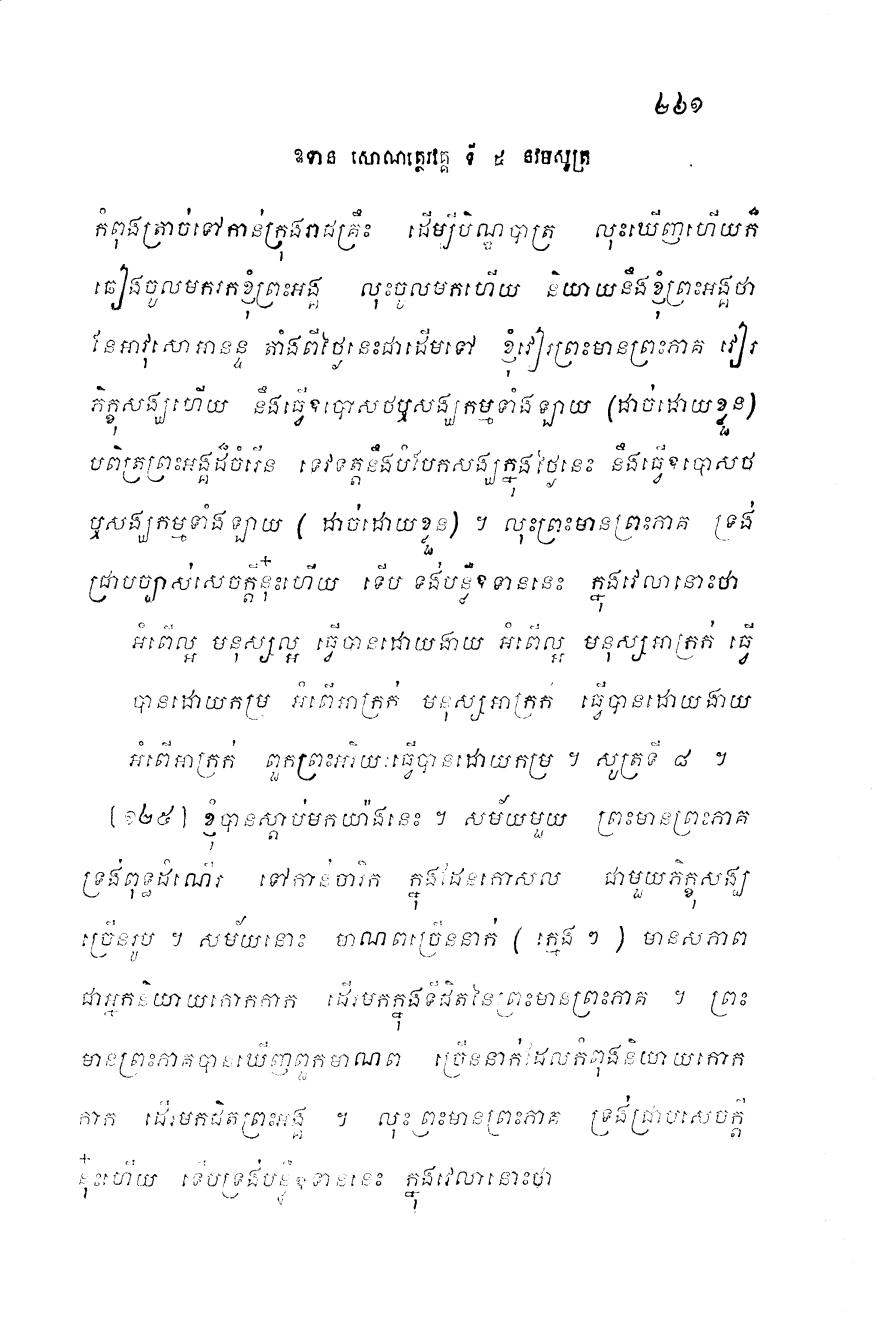 ២៦១
ឧទាន សោណត្ថេរវគ្គ ទី ៥ នវមសូត្រ
កំពុងត្រាច់ទៅកាន់ក្រុងរាជគ្រឹះ ដើម្បីបិណ្ឌបាត្រ លុះឃើញហើយក៏
ធៀងចូលមករកខ្ញុំព្រះអង្គ លុះចូលមកហើយ និយាយនឹងខ្ញុំព្រះអង្គថា
នែអាវុសោអានន្ទ តាំងពីថ្ងៃនេះជាដើមទៅ ខ្ញុំវៀរព្រះមានព្រះភាគ វៀរ
ភិក្ខុសង្ឃហើយ នឹងធ្វើឧបោសថឬសង្ឃកម្មទាំងឡាយ (ដាច់ដោយខ្លួន)
បពិត្រព្រះអង្គដ៏ចំរើន ទេវទត្តនឹងបំបែកសង្ឃក្នុងថ្ងៃនេះ នឹងធ្វើឧបោសថ
ឬសង្ឃកម្មទាំងឡាយ ( ដាច់ដោយខ្លួន) ។ លុះព្រះមានព្រះភាគ ទ្រង់
ជ្រាបច្បាស់សេចក្តីនុ៎ះហើយ ទើប ទង់បន្លឺឧទាននេះ ក្នុងវេលានោះថា
អំពើល្អ មនុស្សល្អ ធ្វើបានដោយងាយ អំពើល្អ មនុស្សអាក្រក់ ធ្វើ
បានដោយកម្រ អំពើអាក្រក់ មនុស្សអាក្រក់ ធ្វើបានដោយងាយ
អំពើអាក្រក់ ពួកព្រះអរិយៈធ្វើបានដោយកម្រ ។ សូត្រទី ៨ ។
[១២៥] ខ្ញុំបានស្តាប់មកយ៉ាងនេះ ។ សម័យមួយ ព្រះមានព្រះភាគ
ទ្រង់ពុទ្ធដំណើរ ទៅកាន់ចារិក ក្នុងដែនកោសល ជាមួយភិក្ខុសង្ឃ
ច្រើនរូប ។ សម័យនោះ មាណពច្រើននាក់ ( ក្មេង ៗ ) មានសភាព
ជាអ្នកនិយាយកោកកាក ដើរមកក្នុងទីជិតនៃព្រះមានព្រះភាគ ។ ព្រះ
មានព្រះភាគបានឃើញពួកមាណព ច្រើននាក់ដែលកំពុងនិយាយកោក
កាក ដើរមកជិតព្រះអង្គ ។ លុះព្រះមានព្រះភាគ ទ្រង់ជ្រាបសេចក្តី
នុ៎ះហើយ ទើបទ្រង់បន្លឺឧទាននេះ ក្នុងវេលានោះថា